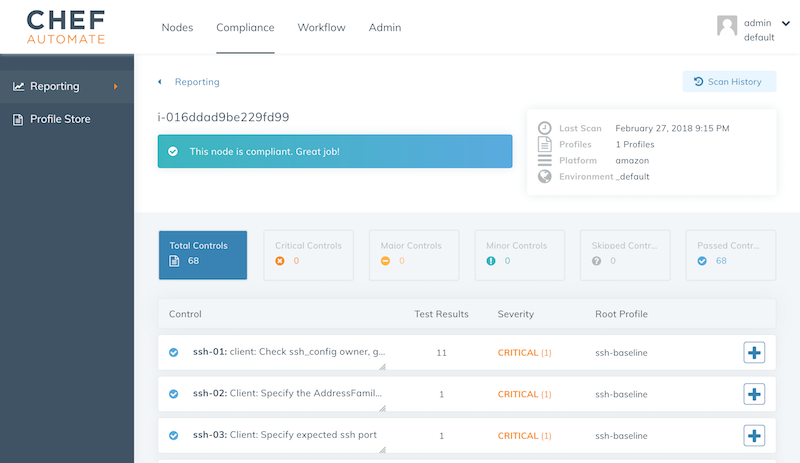 CHEF
AUTOMATE
Nodes Compliance Workflow Admin
admin
default
Reporting
Profile Store
Reporting
Scan History
i-016ddad9be229fd99
This node is compliant. Great job!
Last Scan February 27, 2018 9:15 PM
Profiles 1 Profiles
Platform amazon
Environment _default
Total Controls
68
Critical Controls
0
Major Controls
0
Minor Controls
0
Skipped Contr...
0
Passed Contr...
68
Control Test Results Severity Root Profile
ssh-01: client: Check ssh_config owner, g... 11 CRITICAL (1) ssh-baseline
ssh-02: Client: Specify the AddressFamil... 1 CRITICAL (1) ssh-baseline
ssh-03: Client: Specify expected ssh port 1 CRITICAL (1) ssh-baseline